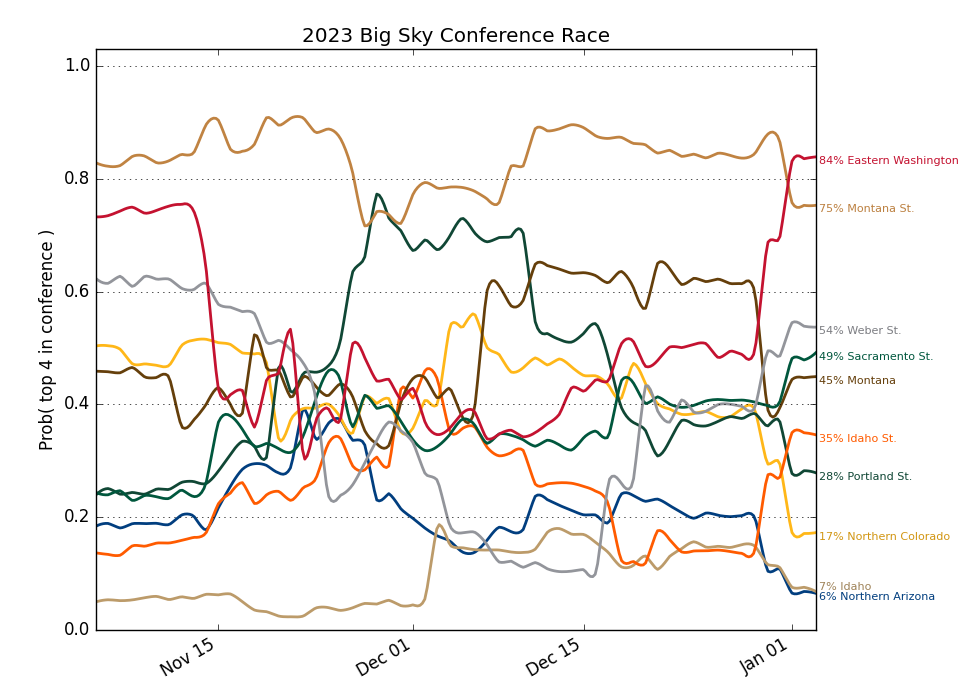 2023 Big Sky Conference Race
Prob( top 4 in conference )
1.0
0.8
0.6
0.4
0.2
0.0
Nov 15
Dec 01
Dec 15
Jan 01
84% Eastern Washington
75% Montana St.
54% Weber St.
49% Sacramento St.
45% Montana
35% Idaho St.
28% Portland St.
17% Northern Colorado
7% Idaho
6% Northern Arizona